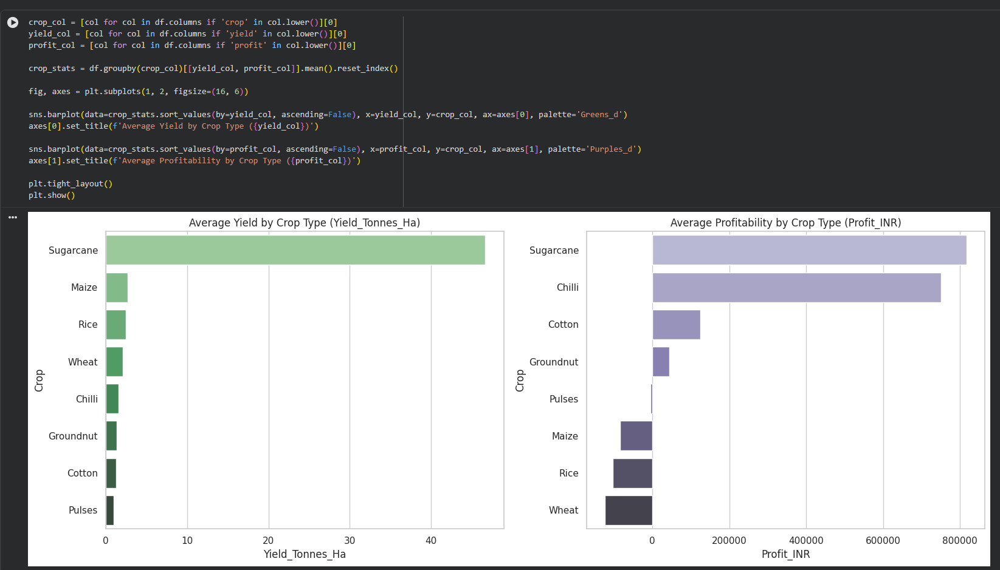 crop_col = [col for col in df.columns if 'crop' in col.lower()][0]
yield_col = [col for col in df.columns if 'yield' in col.lower()][0]
profit_col = [col for col in df.columns if 'profit' in col.lower()][0]
crop_stats = df.groupby(crop_col)[[yield_col, profit_col]].mean().reset_index()
fig, axes = plt.subplots(1, 2, figsize=(16, 6))
sns.barplot(data=crop_stats.sort_values(by=yield_col, ascending=False), x=yield_col, y=crop_col, ax=axes[0], palette='Greens_d')
axes[0].set_title(f'Average Yield by Crop Type ({yield_col})')
sns.barplot(data=crop_stats.sort_values(by=profit_col, ascending=False), x=profit_col, y=crop_col, ax=axes[1], palette='Purples_d')
axes[1].set_title(f'Average Profitability by Crop Type ({profit_col})')
plt.tight_layout()
plt.show()
Average Yield by Crop Type (Yield_Tonnes_Ha)
Crop
Sugarcane
Maize
Rice
Wheat
Chilli
Groundnut
Cotton
Pulses
0 10 20 30 40
Yield_Tonnes_Ha
Average Profitability by Crop Type (Profit_INR)
Crop
Sugarcane
Chilli
Cotton
Groundnut
Pulses
Maize
Rice
Wheat
0 200000 400000 600000 800000
Profit_INR